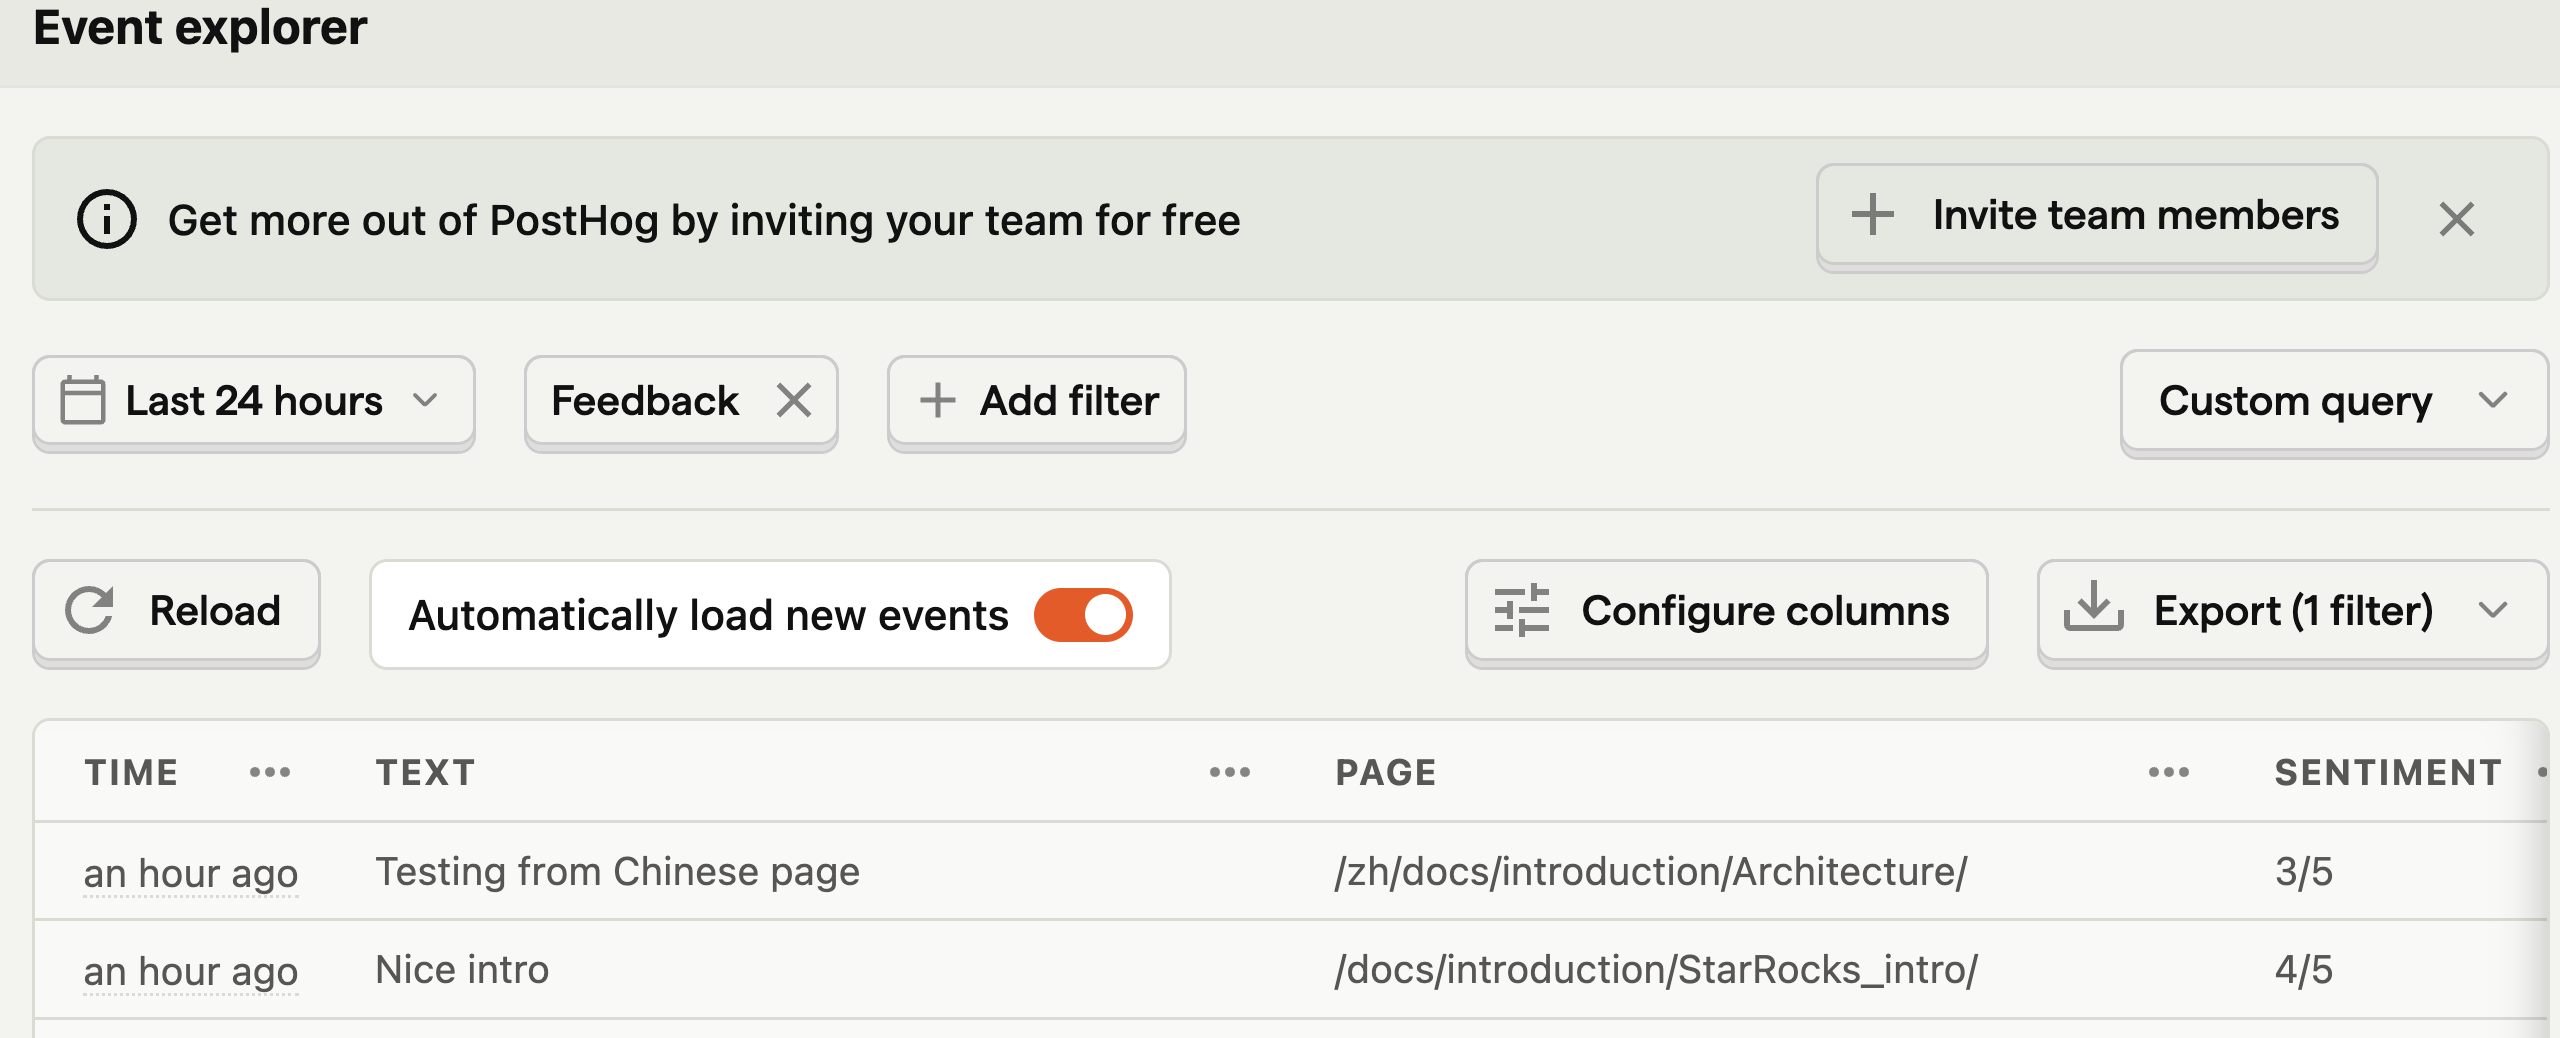 Event explorer
Get more out of PostHog by inviting your team for free
Invite team members
Last 24 hours
Feedback
Add filter
Custom query
Reload
Automatically load new events
Configure columns
Export (1 filter)
TIME TEXT PAGE SENTIMENT
an hour ago Testing from Chinese page /zh/docs/introduction/Architecture/ 3/5
an hour ago Nice intro /docs/introduction/StarRocks_intro/ 4/5